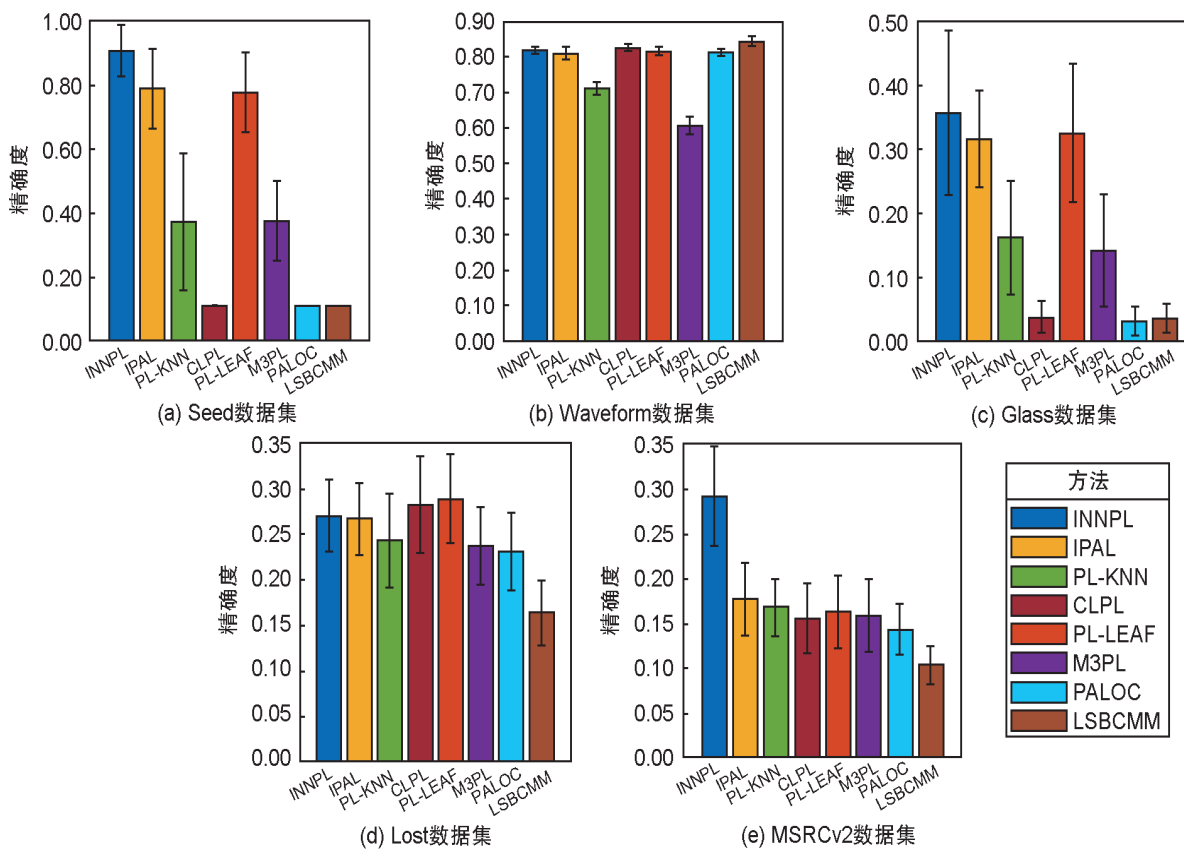 1.00
0.80
0.60
0.40
0.20
0.00
精确度
INNPL
IPAL
PL-KNN
CLPL
PL-LEAF
M3PL
PALOC
LSBCMM
(a) Seed数据集
0.90
0.80
0.70
0.60
0.50
0.40
0.30
0.20
0.10
0.00
精确度
INNPL
IPAL
PL-KNN
CLPL
PL-LEAF
M3PL
PALOC
LSBCMM
(b) Waveform数据集
0.50
0.40
0.30
0.20
0.10
0.00
精确度
INNPL
IPAL
PL-KNN
CLPL
PL-LEAF
M3PL
PALOC
LSBCMM
(c) Glass数据集
0.35
0.30
0.25
0.20
0.15
0.10
0.05
0.00
精确度
INNPL
IPAL
PL-KNN
CLPL
PL-LEAF
M3PL
PALOC
LSBCMM
(d) Lost数据集
0.35
0.30
0.25
0.20
0.15
0.10
0.05
0.00
精确度
INNPL
IPAL
PL-KNN
CLPL
PL-LEAF
M3PL
PALOC
LSBCMM
(e) MSRCv2数据集
方法
INNPL
IPAL
PL-KNN
CLPL
PL-LEAF
M3PL
PALOC
LSBCMM